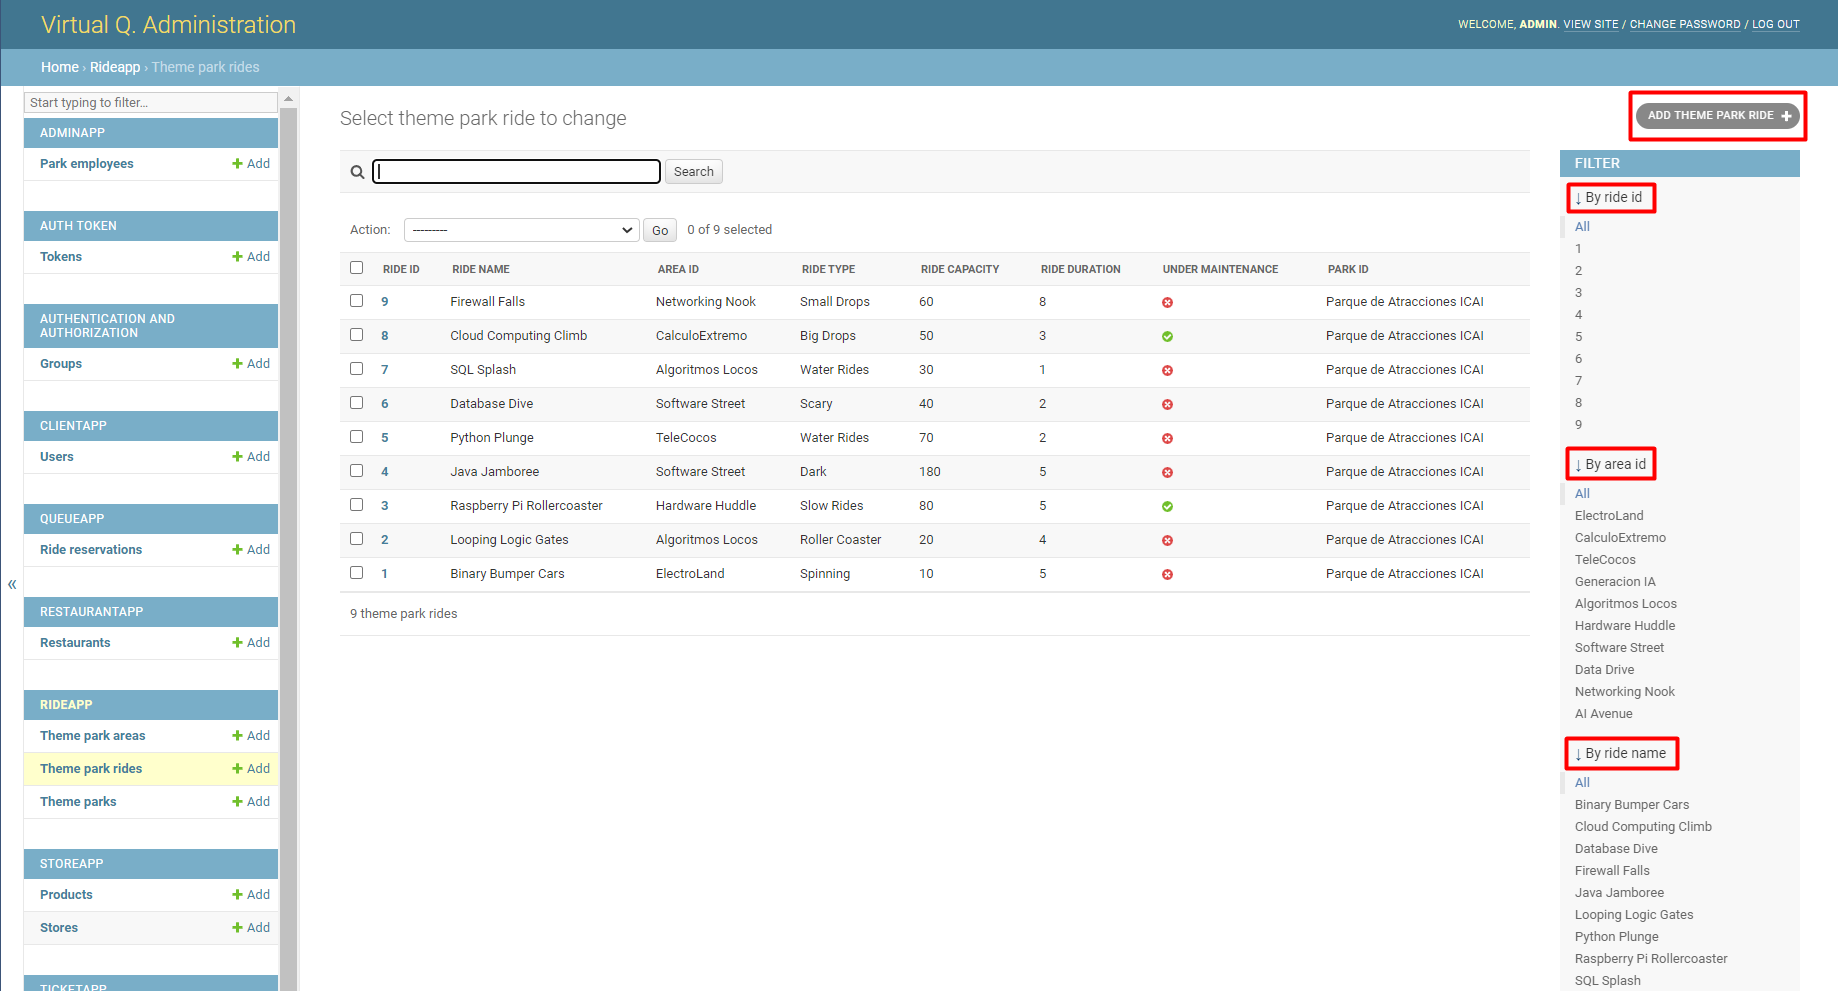 Virtual Q. Administration
WELCOME, ADMIN. VIEW SITE / CHANGE PASSWORD / LOG OUT
Home › Rideapp › Theme park rides
Start typing to filter...
ADMINAPP
Park employees + Add
AUTH TOKEN
Tokens + Add
AUTHENTICATION AND
AUTHORIZATION
Groups + Add
CLIENTAPP
Users + Add
QUEUEAPP
Ride reservations + Add
«
RESTAURANTAPP
Restaurants + Add
RIDEAPP
Theme park areas + Add
Theme park rides + Add
Theme parks + Add
STOREAPP
Products + Add
Stores + Add
TICKETAPP
Select theme park ride to change
ADD THEME PARK RIDE +
Search
Action: --------- Go 0 of 9 selected
RIDE ID RIDE NAME AREA ID RIDE TYPE RIDE CAPACITY RIDE DURATION UNDER MAINTENANCE PARK ID
9 Firewall Falls Networking Nook Small Drops 60 8 Parque de Atracciones ICAI
8 Cloud Computing Climb CalculoExtremo Big Drops 50 3 Parque de Atracciones ICAI
7 SQL Splash Algoritmos Locos Water Rides 30 1 Parque de Atracciones ICAI
6 Database Dive Software Street Scary 40 2 Parque de Atracciones ICAI
5 Python Plunge TeleCocos Water Rides 70 2 Parque de Atracciones ICAI
4 Java Jamboree Software Street Dark 180 5 Parque de Atracciones ICAI
3 Raspberry Pi Rollercoaster Hardware Huddle Slow Rides 80 5 Parque de Atracciones ICAI
2 Looping Logic Gates Algoritmos Locos Roller Coaster 20 4 Parque de Atracciones ICAI
1 Binary Bumper Cars ElectroLand Spinning 10 5 Parque de Atracciones ICAI
9 theme park rides
FILTER
↓ By ride id
All
1
2
3
4
5
6
7
8
9
↓ By area id
All
ElectroLand
CalculoExtremo
TeleCocos
Generacion IA
Algoritmos Locos
Hardware Huddle
Software Street
Data Drive
Networking Nook
AI Avenue
↓ By ride name
All
Binary Bumper Cars
Cloud Computing Climb
Database Dive
Firewall Falls
Java Jamboree
Looping Logic Gates
Python Plunge
Raspberry Pi Rollercoaster
SQL Splash